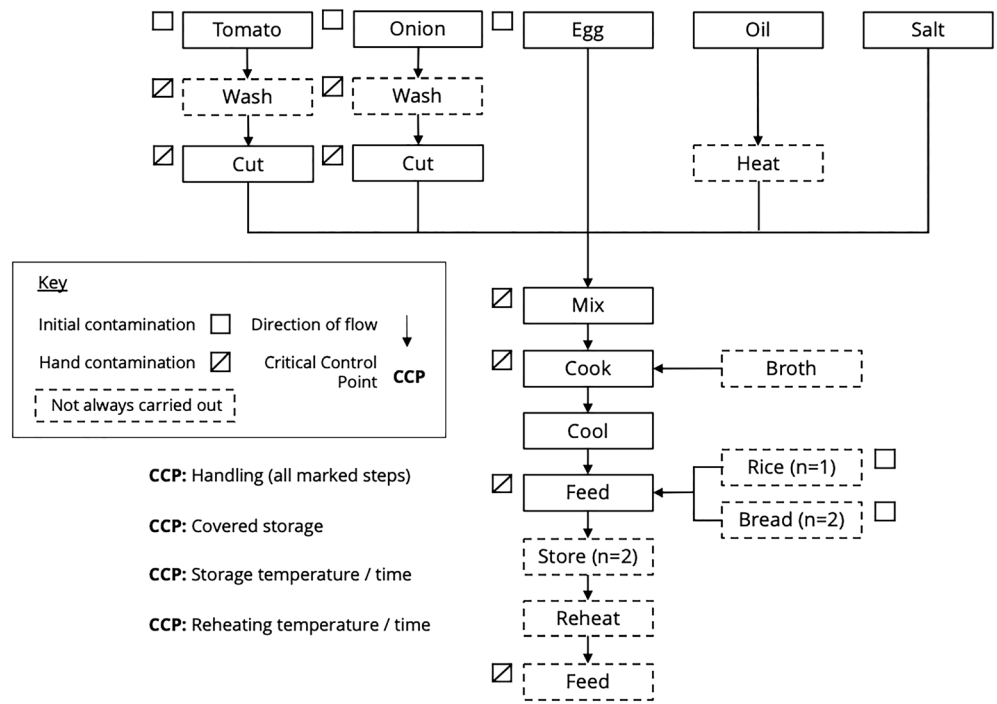 Tomato
Onion
Egg
Oil
Salt
Wash
Wash
Cut
Cut
Heat
Key
Initial contamination
Direction of flow
Hand contamination
Critical Control
Point
CCP
Not always carried out
Mix
Cook
Broth
Cool
Feed
Rice (n=1)
Bread (n=2)
Store (n=2)
Reheat
Feed
CCP: Handling (all marked steps)
CCP: Covered storage
CCP: Storage temperature / time
CCP: Reheating temperature / time